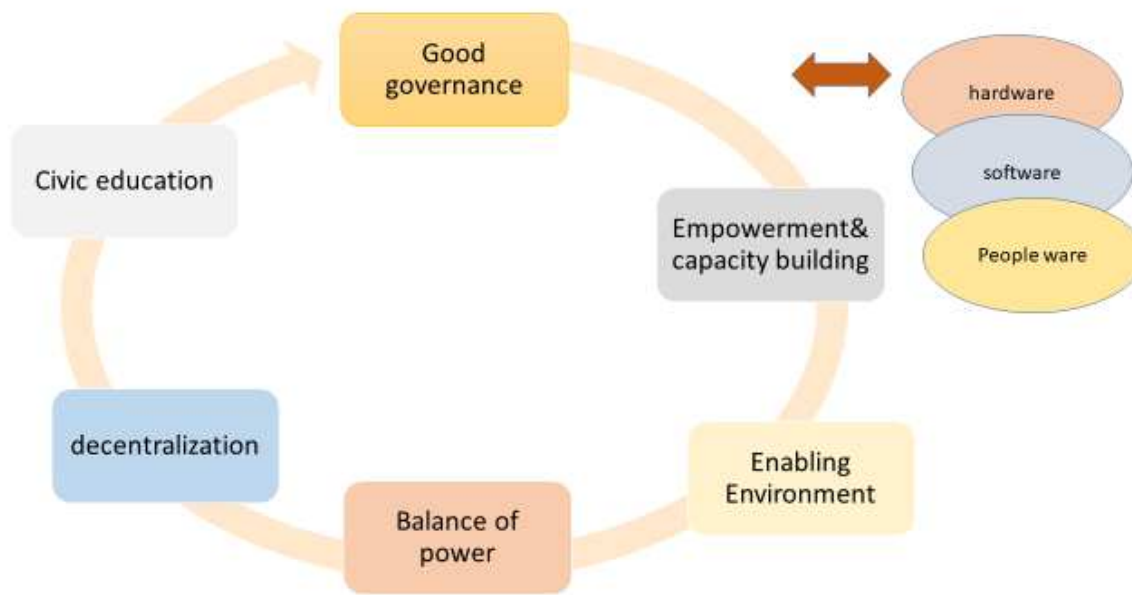 Good
governance
hardware
software
People ware
Civic education
Empowerment&
capacity building
decentralization
Enabling
Environment
Balance of
power